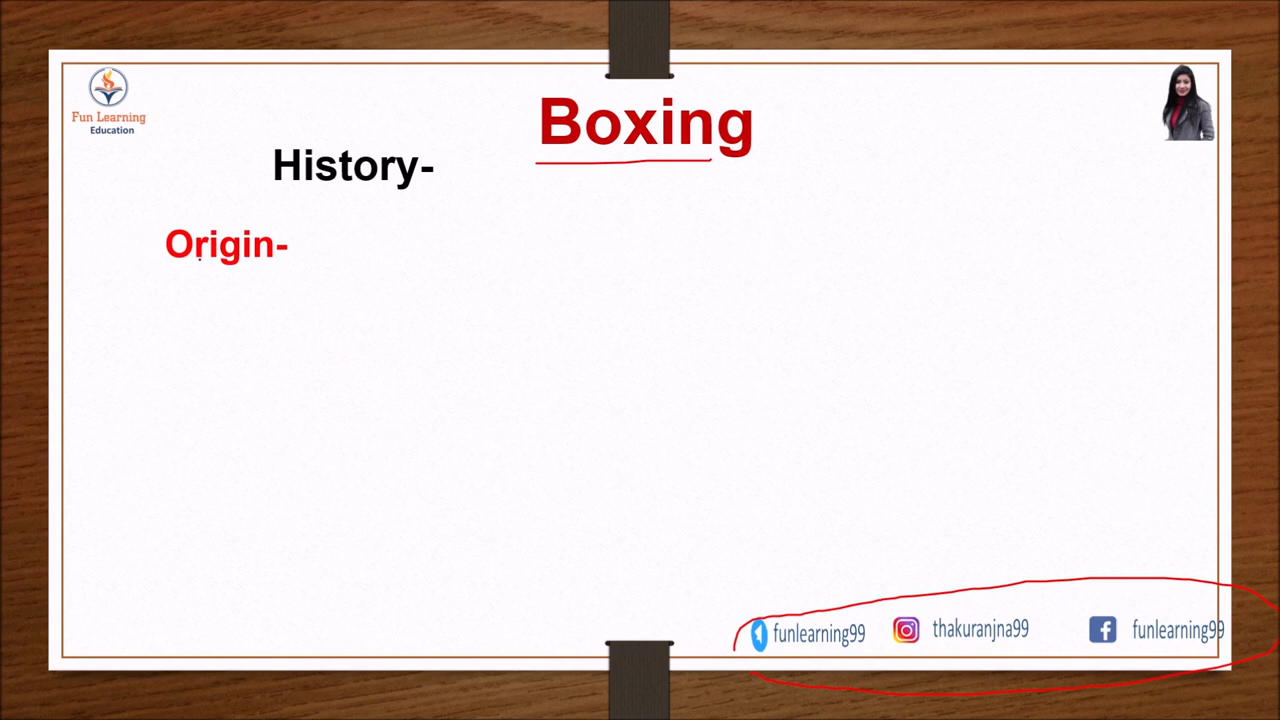 Fun Learning
Education
Boxing
History-
Origin-
funlearning99
thakuranjna99
funlearning99